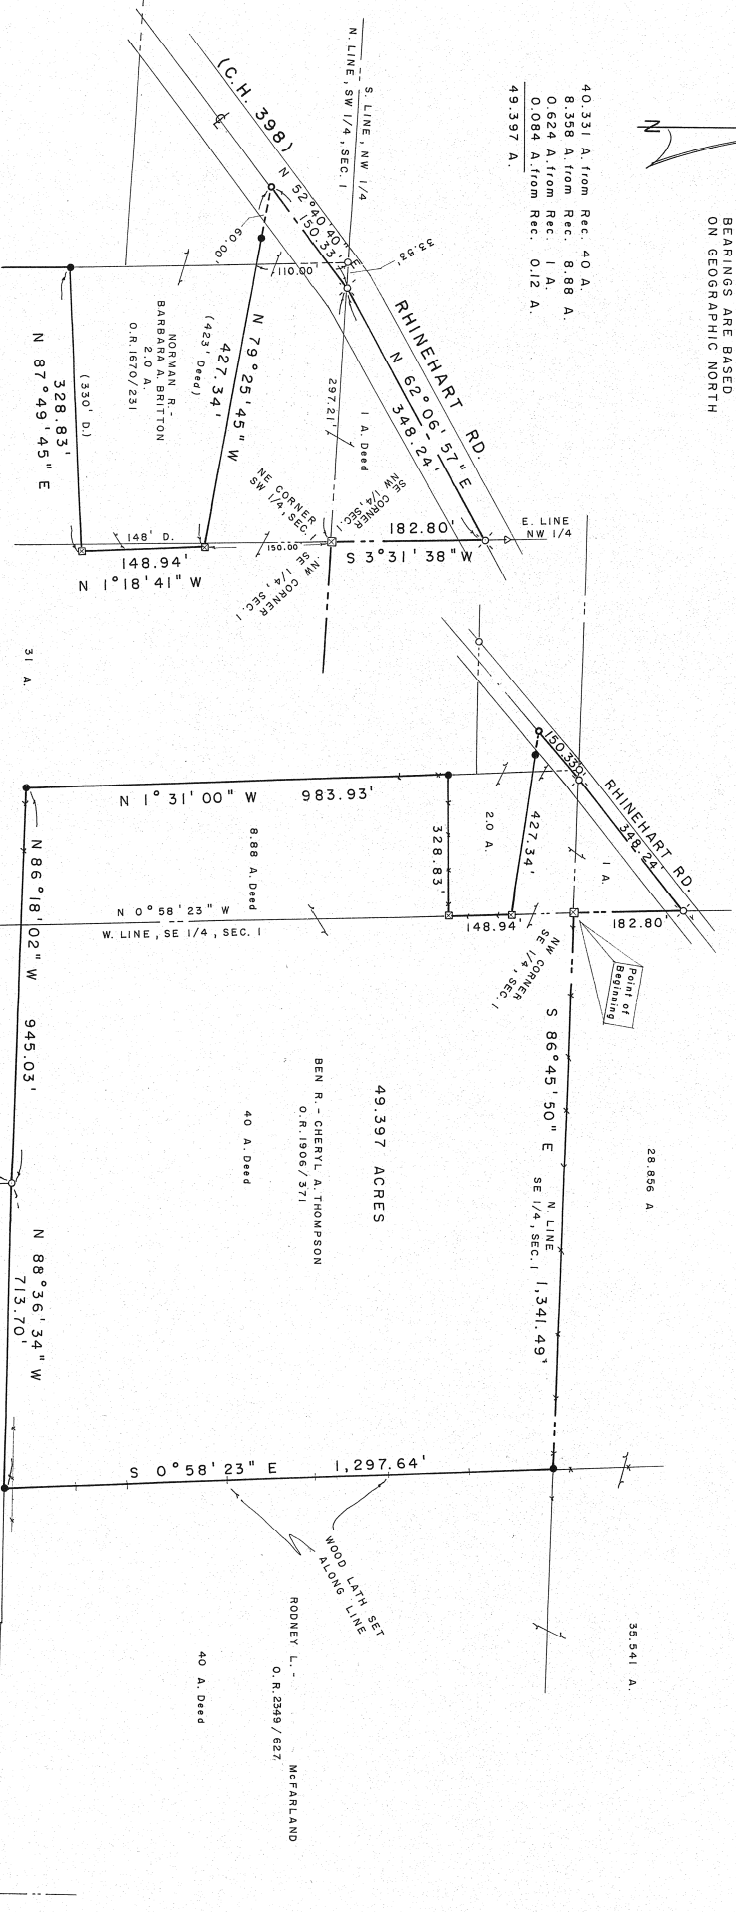 BEARINGS ARE BASED
ON GEOGRAPHIC NORTH
N
40.331 A. from Rec. 40 A.
8.358 A. from Rec. 8.88 A.
0.624 A. from Rec. 1 A.
0.084 A. from Rec. 0.12 A.
49.397 A.
(C.H. 398)
N. LINE, SW 1/4, SEC. 1
S. LINE, NW 1/4
N 52°40'40" E
150.33'
60.00'
110.00'
33.53'
RHINEHART RD.
N 62°06'57" E
348.24'
1 A. Deed
297.21'
N 79°25'45" W
427.34'
(423' Deed)
NORMAN R.-
BARBARA A. BRITTON
2.0 A.
O.R. 1670/231
(330' D.)
328.83'
N 87°49'45" E
NE CORNER
SW 1/4, SEC. 1
SE CORNER
NW 1/4, SEC. 1
NW CORNER
SE 1/4, SEC. 1
182.80'
S 3°31'38" W
E. LINE
NW 1/4
148' D.
150.00
148.94'
N 1°18'41" W
31 A.
150.33'
RHINEHART RD.
348.24'
1 A.
427.34'
2.0 A.
328.83'
N 1°31'00" W 983.93'
8.88 A. Deed
N 0°58'23" W
W. LINE, SE 1/4, SEC. 1
148.94'
182.80'
NW CORNER
SE 1/4, SEC. 1
Point of
Beginning
N 86°18'02" W 945.03'
S 86°45'50" E 1,341.49'
N. LINE
SE 1/4, SEC. 1
28.856 A
49.397 ACRES
BEN R.- CHERYL A. THOMPSON
O.R. 1906/371
40 A. Deed
N 88°36'34" W
713.70'
S 0°58'23" E 1,297.64'
WOOD LATH SET
ALONG LINE
RODNEY L. - McFARLAND
O.R. 2349/627
40 A. Deed
35.541 A.